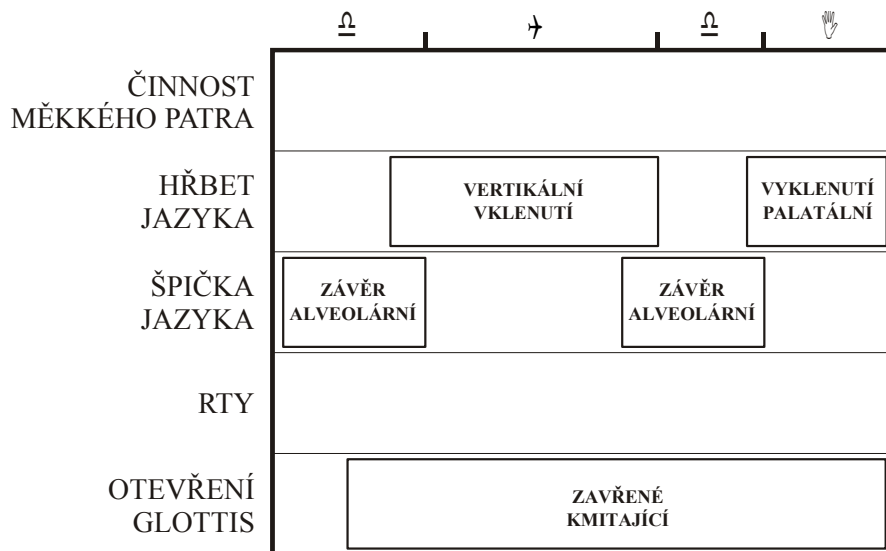 ♎ ✈ ♎ 🖐
ČINNOST
MĚKKÉHO PATRA
HŘBET
JAZYKA
VERTIKÁLNÍ
VKLENUTÍ
VYKLENUTÍ
PALATÁLNÍ
ŠPIČKA
JAZYKA
ZÁVĚR
ALVEOLÁRNÍ
ZÁVĚR
ALVEOLÁRNÍ
RTY
OTEVŘENÍ
GLOTTIS
ZAVŘENÉ
KMITAJÍCÍ